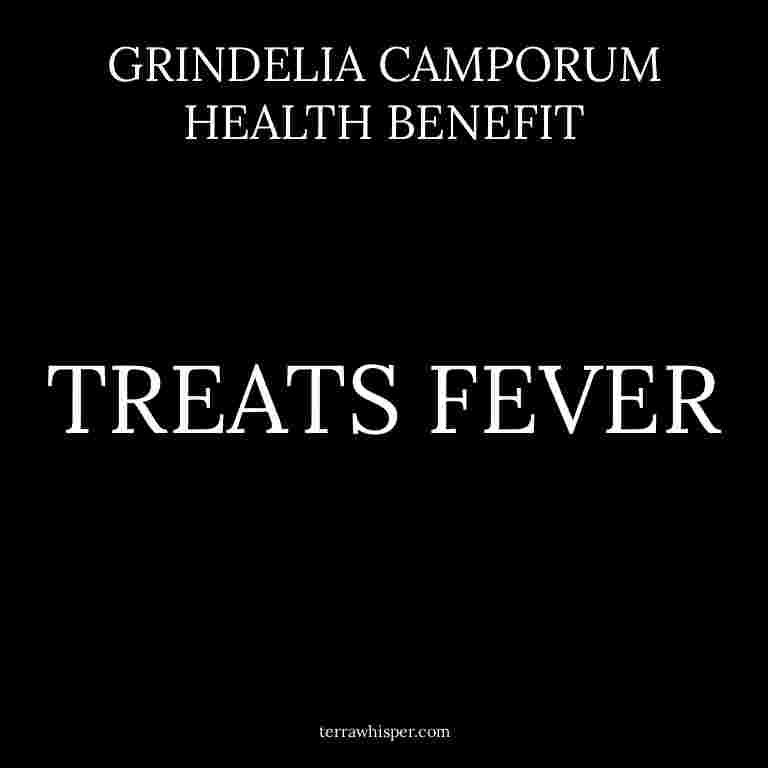 GRINDELIA CAMPORUM
HEALTH BENEFIT
TREATS FEVER
terrawhisper.com